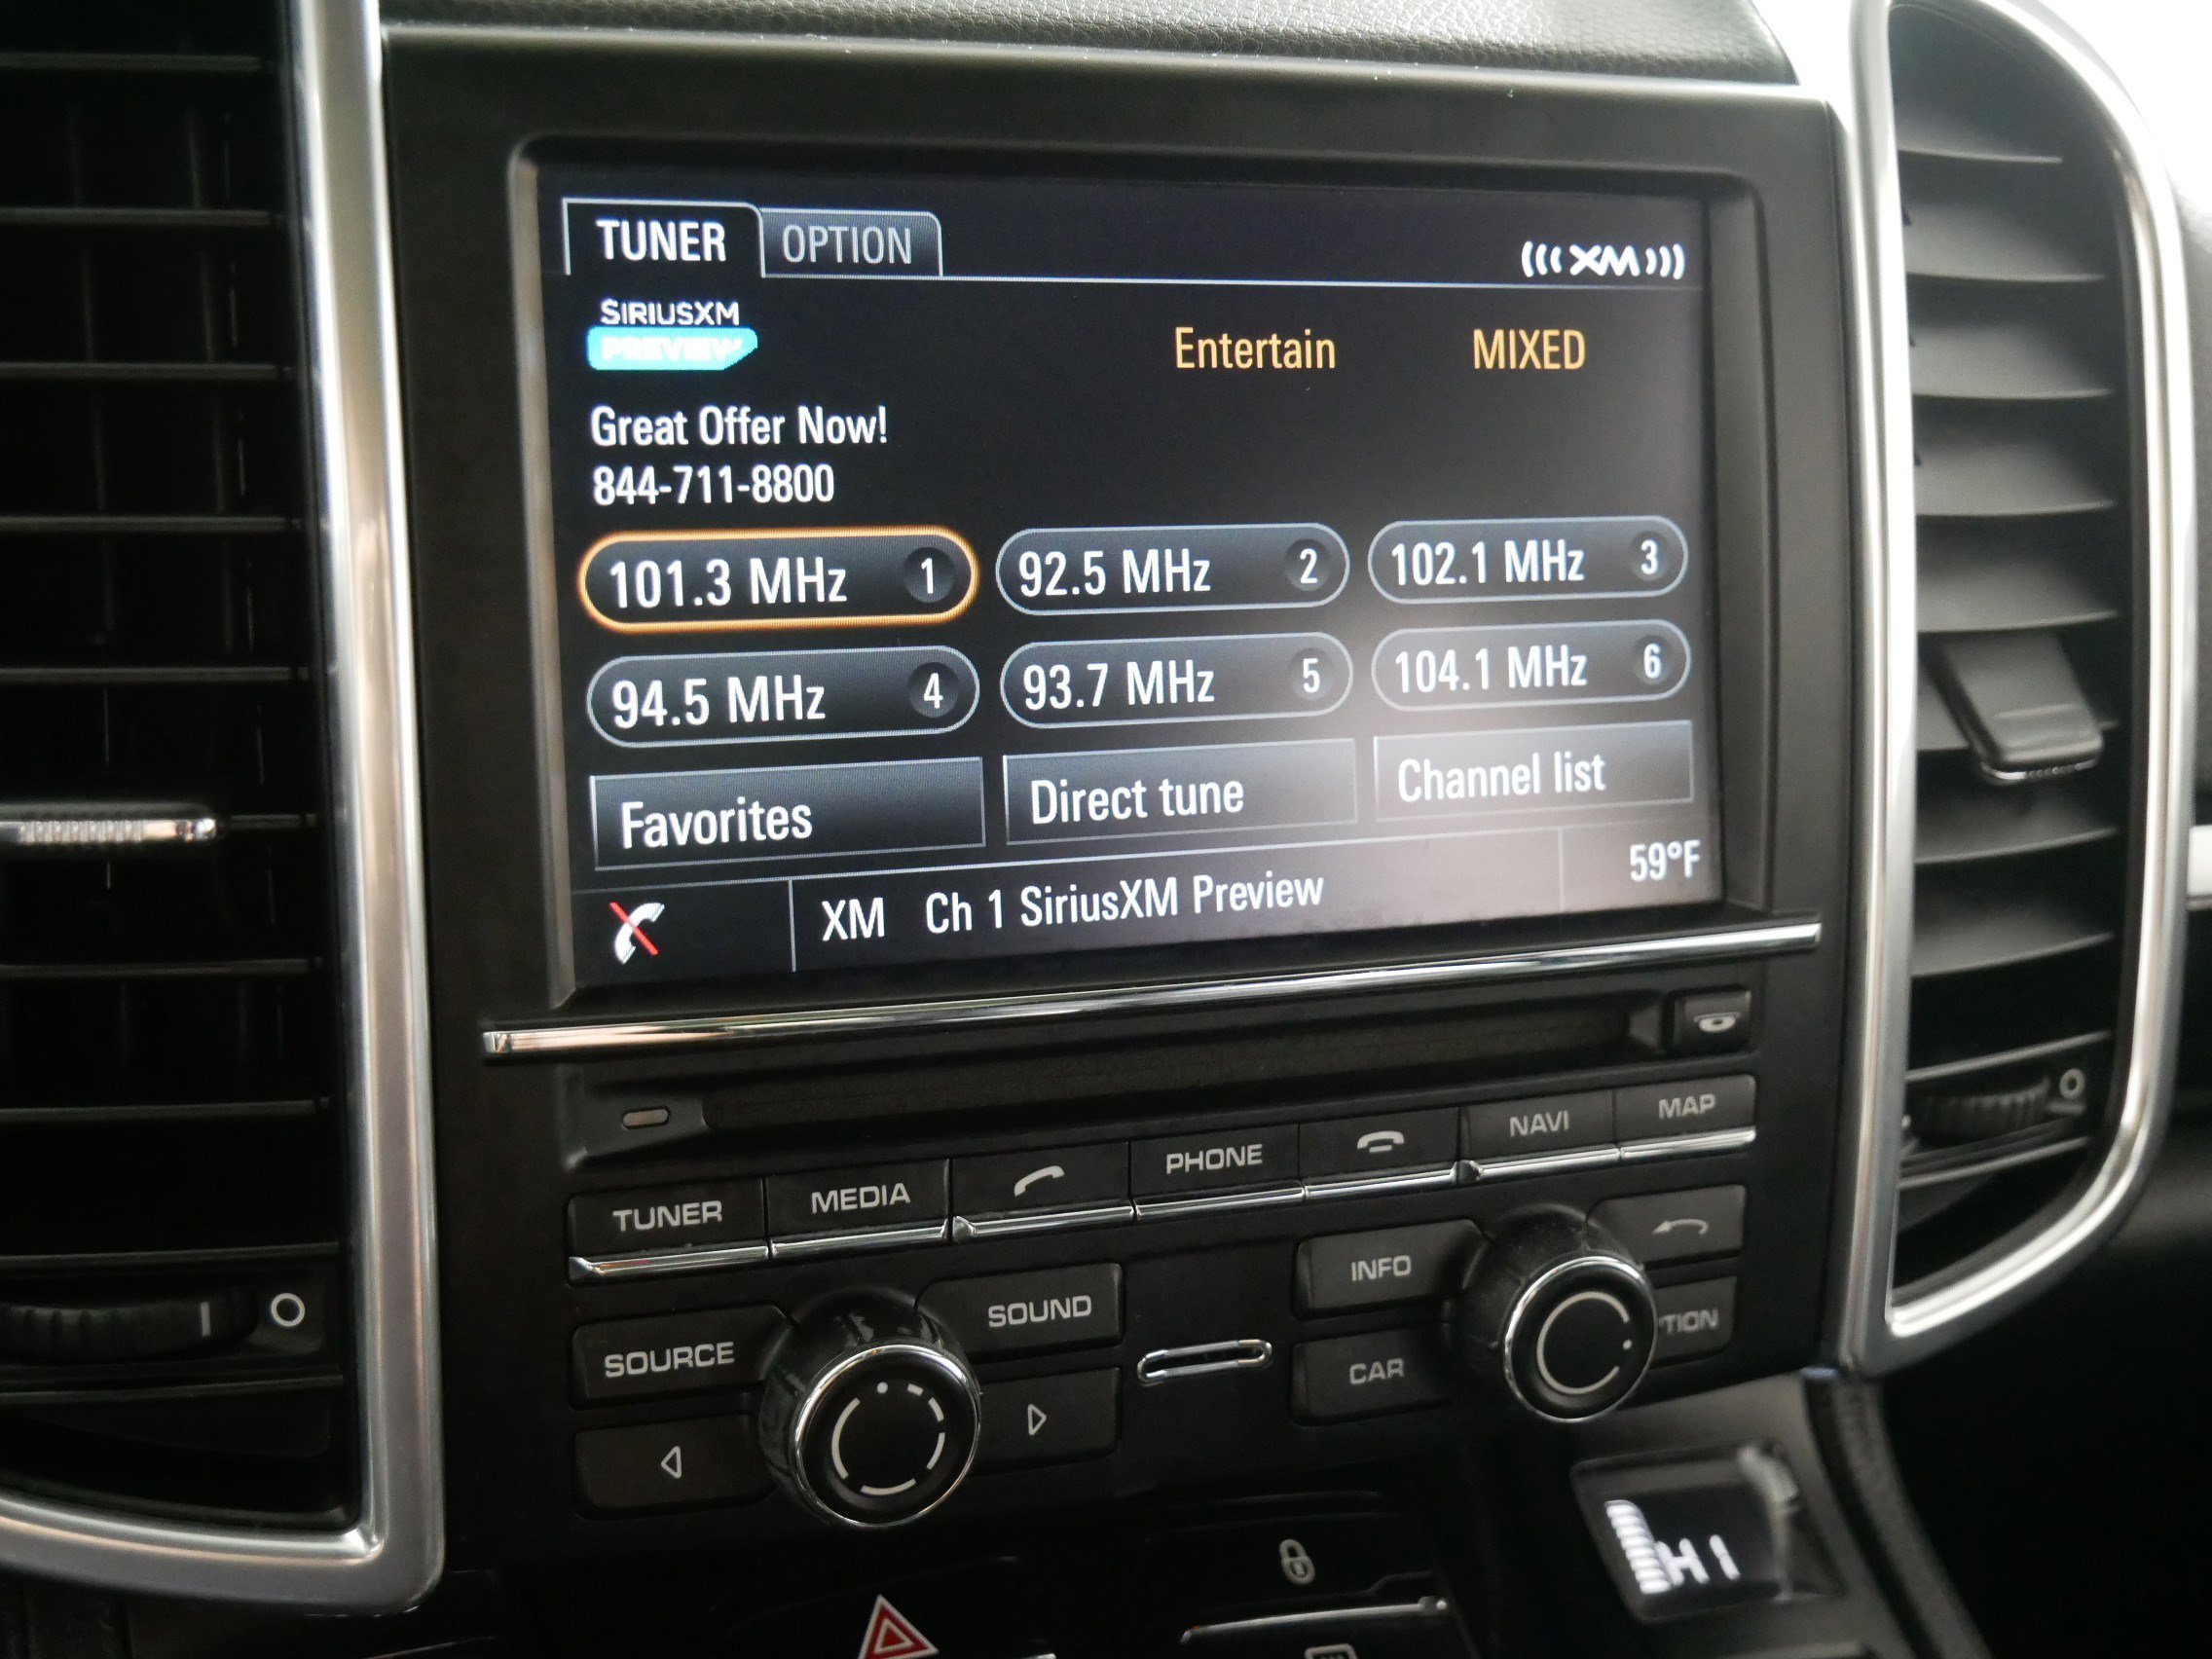 TUNER OPTION
XM
SIRIUSXM
PREVIEW
Entertain MIXED
Great Offer Now!
844-711-8800
101.3 MHz 1 92.5 MHz 2 102.1 MHz 3
94.5 MHz 4 93.7 MHz 5 104.1 MHz 6
Favorites Direct tune Channel list
XM Ch 1 SiriusXM Preview 59°F
TUNER MEDIA PHONE NAVI MAP
SOURCE SOUND INFO TION
CAR
H 1